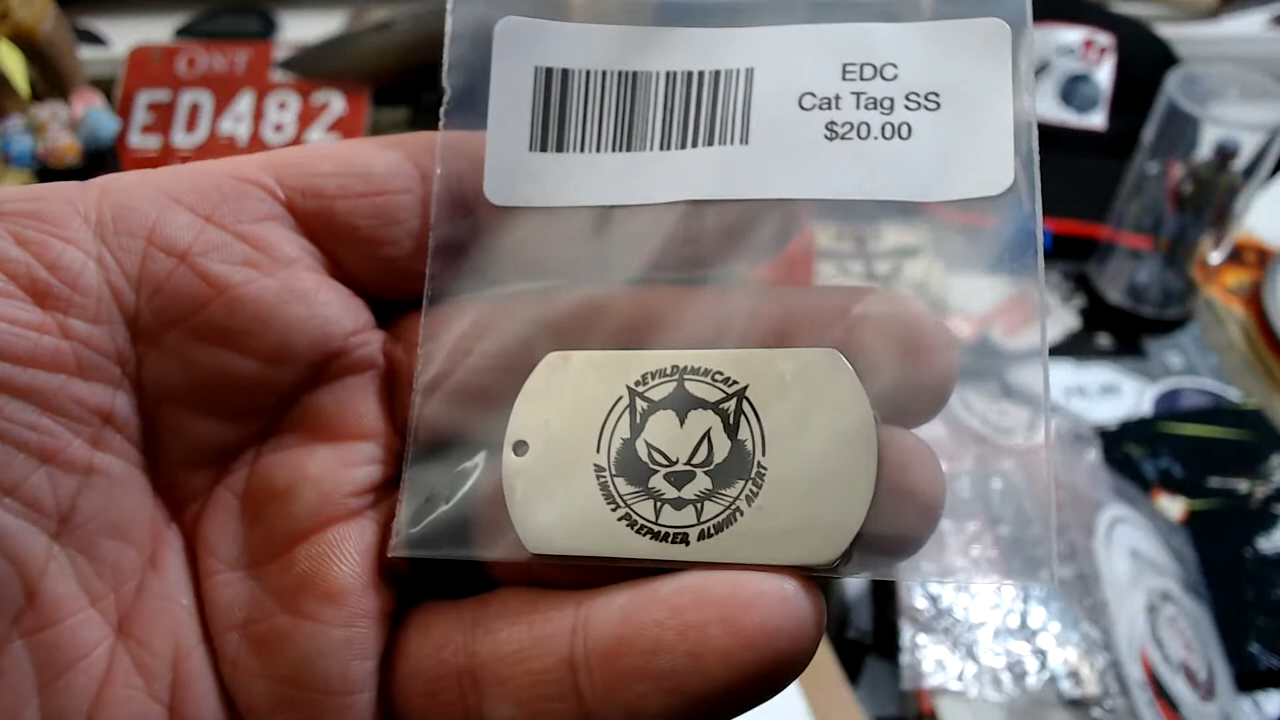 ONT
ED482
EDC
Cat Tag SS
$20.00
#EVILDAMNCAT
ALWAYS PREPARED, ALWAYS ALERT